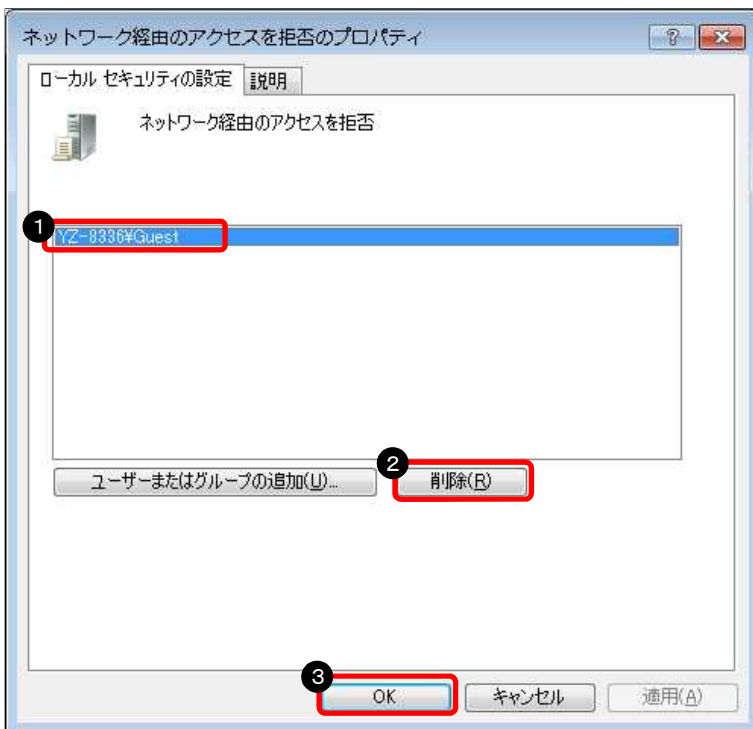 ネットワーク経由のアクセスを拒否のプロパティ
?
ローカル セキュリティの設定 説明
ネットワーク経由のアクセスを拒否
1
YZ-8336¥Guest
2
ユーザーまたはグループの追加(U)... 削除(R)
3
OK キャンセル 適用(A)